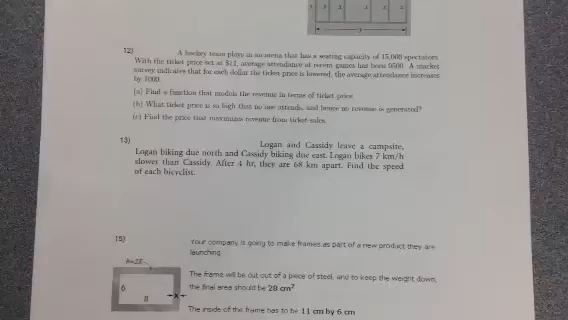 12)
A hockey team plays in an arena that has a seating capacity of 15,000 spectators.
With the ticket price set at $12, average attendance at recent games has been 9500. A market
survey indicates that for each dollar the ticket price is lowered, the average attendance increases
by 1000.
(a) Find a function that models the revenue in terms of ticket price
(b) What ticket price is so high that no one attends, and hence no revenue is generated?
(c) Find the price that maximizes revenue from ticket sales.
13)
Logan and Cassidy leave a campsite,
Logan biking due north and Cassidy biking due east. Logan bikes 7 km/h
slower than Cassidy. After 4 hr, they are 68 km apart. Find the speed
of each bicyclist.
15)
Your company is going to make frames as part of a new product they are
launching
The frame will be cut out of a piece of steel, and to keep the weight down,
the final area should be 28 cm²
6
11
x
The inside of the frame has to be 11 cm by 6 cm